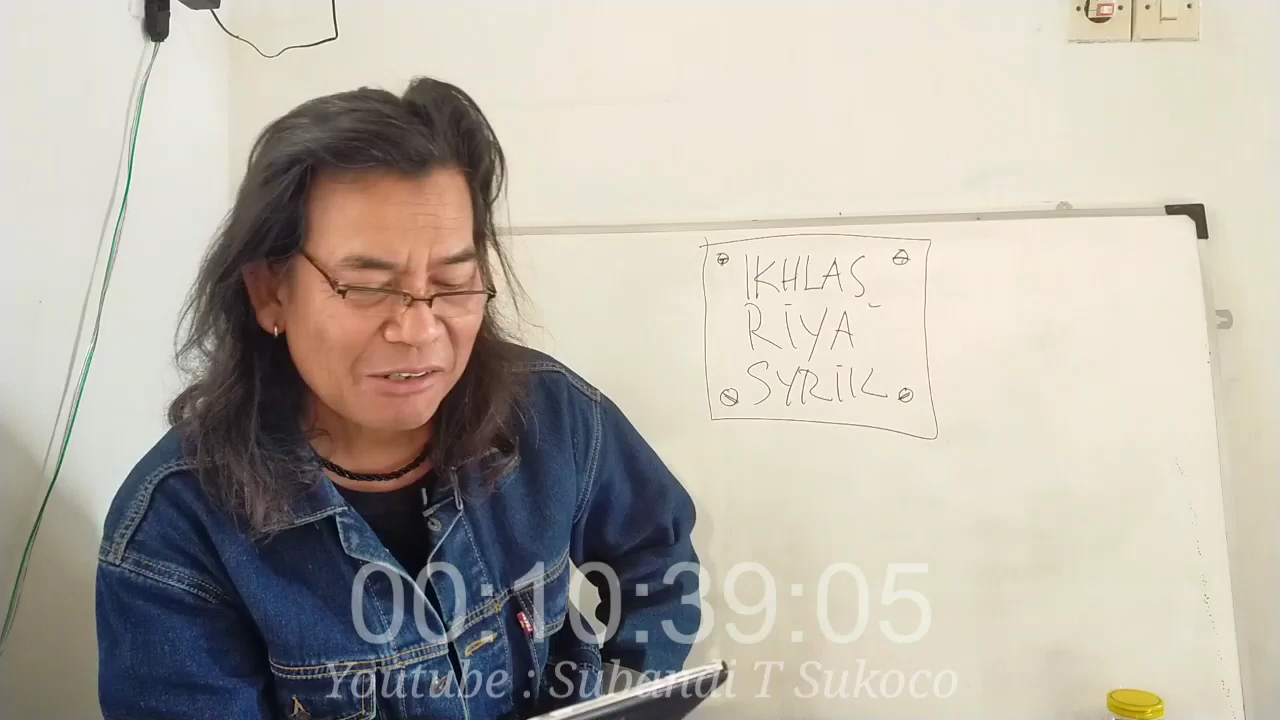 IKHLAS
RIYA
SYRIK
00:10:39:05
Youtube : Subandi T Sukoco